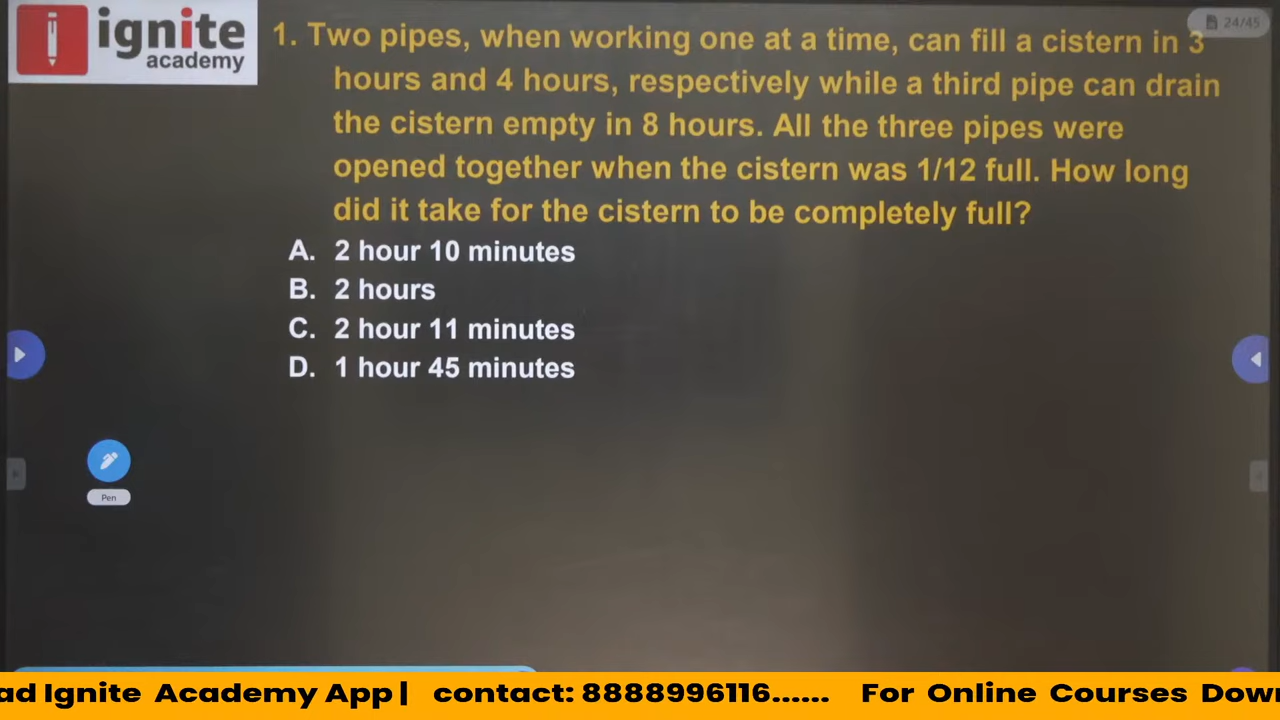 ignite
academy
24/45
1. Two pipes, when working one at a time, can fill a cistern in 3
hours and 4 hours, respectively while a third pipe can drain
the cistern empty in 8 hours. All the three pipes were
opened together when the cistern was 1/12 full. How long
did it take for the cistern to be completely full?
A. 2 hour 10 minutes
B. 2 hours
C. 2 hour 11 minutes
D. 1 hour 45 minutes
Pen
ad Ignite Academy App | contact: 8888996116...... For Online Courses Dow